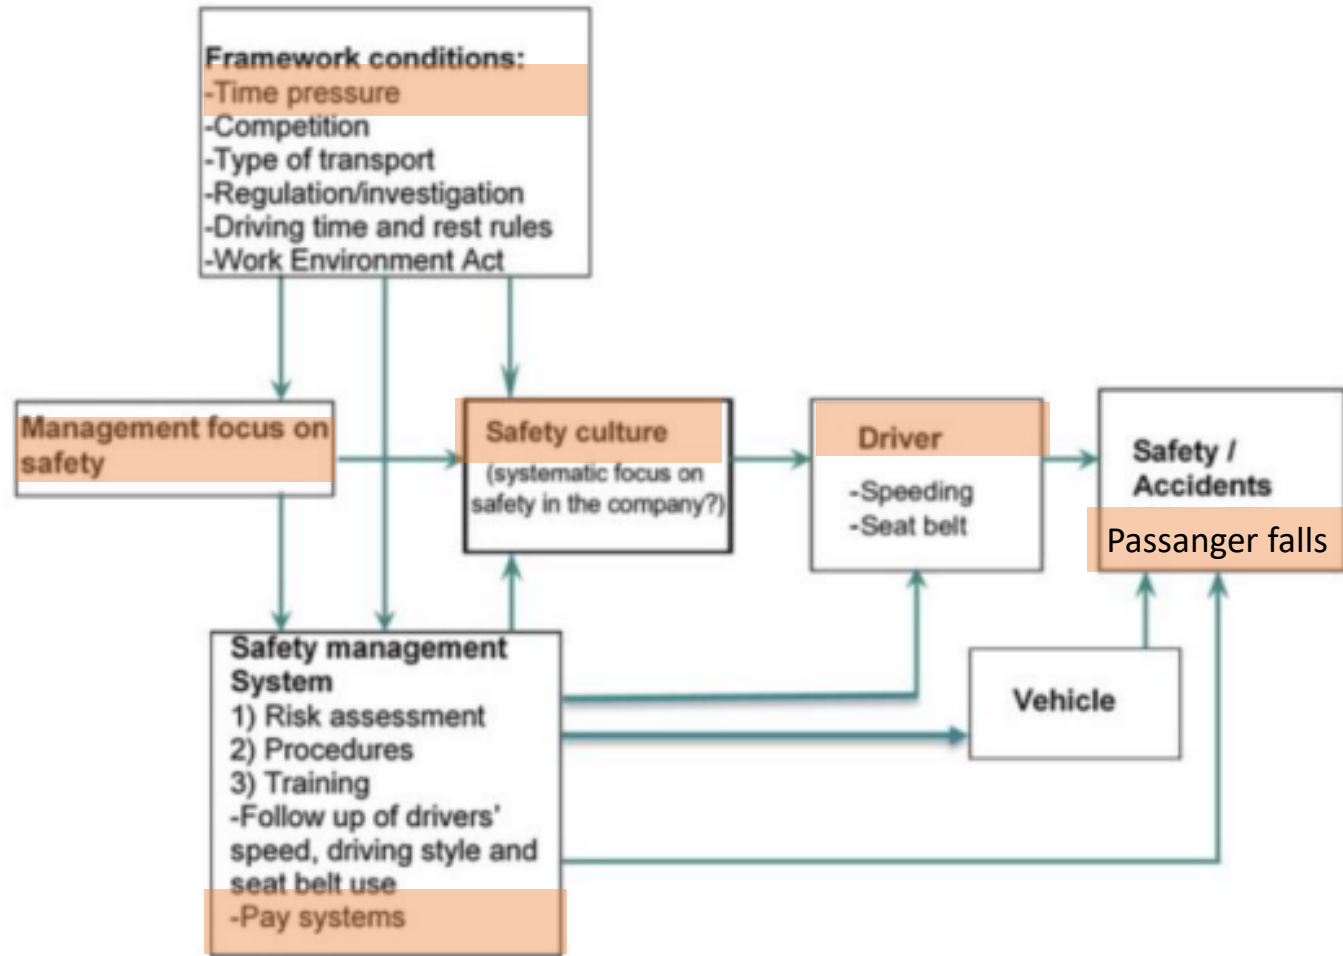 Framework conditions:
-Time pressure
-Competition
-Type of transport
-Regulation/investigation
-Driving time and rest rules
-Work Environment Act
Management focus on
safety
Safety culture
(systematic focus on
safety in the company?)
Driver
-Speeding
-Seat belt
Safety /
Accidents
Passanger falls
Safety management
System
1) Risk assessment
2) Procedures
3) Training
-Follow up of drivers'
speed, driving style and
seat belt use
-Pay systems
Vehicle